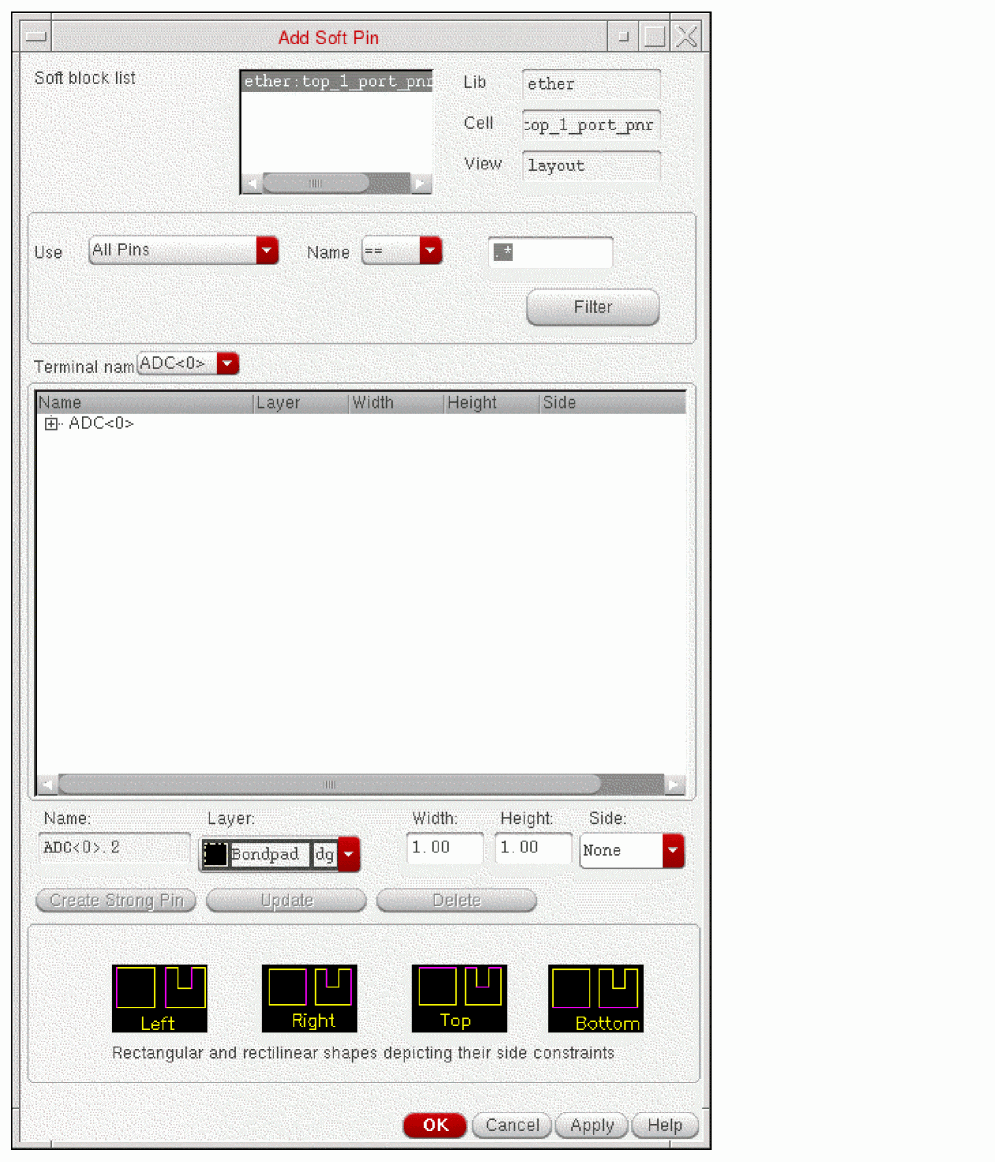 Add Soft Pin
Soft block list
ether:top_1_port_pnr
Lib ether
Cell top_1_port_pnr
View layout
Use All Pins Name == .*
Filter
Terminal nam ADC<0>
Name Layer Width Height Side
ADC<0>
Name: Layer: Width: Height: Side:
ADC<0>.2 Bondpad dg 1.00 1.00 None
Create Strong Pin Update Delete
Left Right Top Bottom
Rectangular and rectilinear shapes depicting their side constraints
OK Cancel Apply Help